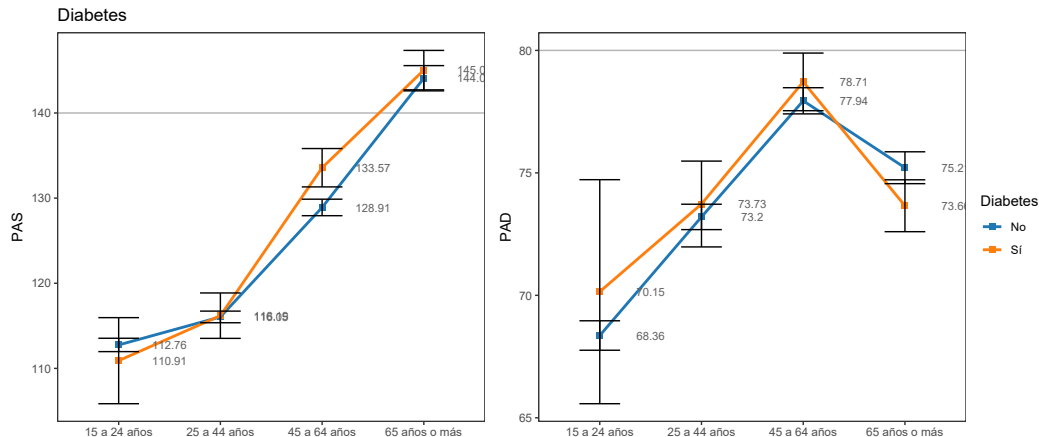 Diabetes
PAS
140
130
120
110
145.0
144.0
133.57
128.91
112.76
110.91
15 a 24 años
25 a 44 años
45 a 64 años
65 años o más
PAD
80
75
70
65
78.71
77.94
75.2
73.73
73.2
73.60
70.15
68.36
15 a 24 años
25 a 44 años
45 a 64 años
65 años o más
Diabetes
No
Sí